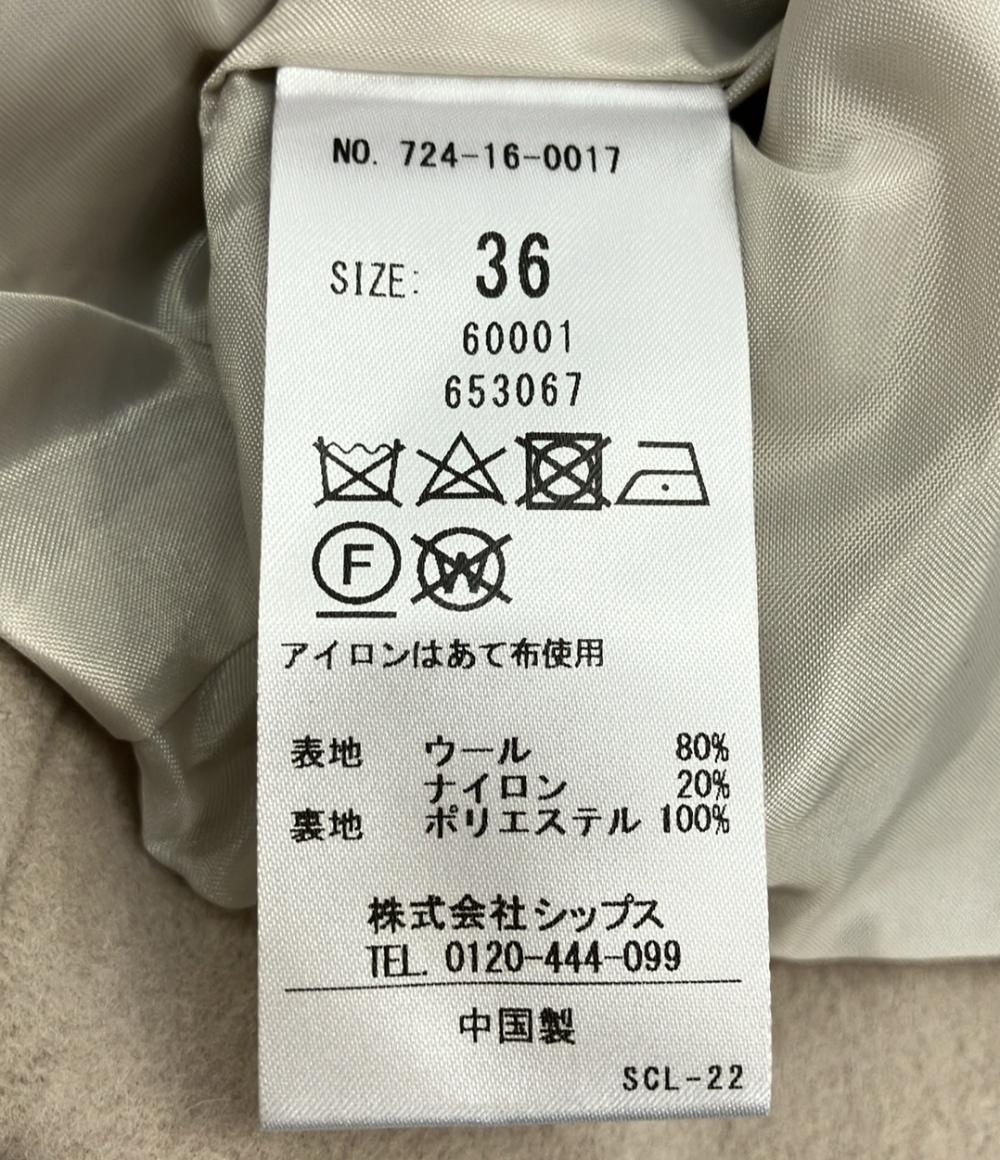 NO. 724-16-0017
SIZE: 36
60001
653067
F W
アイロンはあて布使用
表地 ウール 80%
ナイロン 20%
裏地 ポリエステル 100%
株式会社シップス
TEL. 0120-444-099
中国製
SCL-22